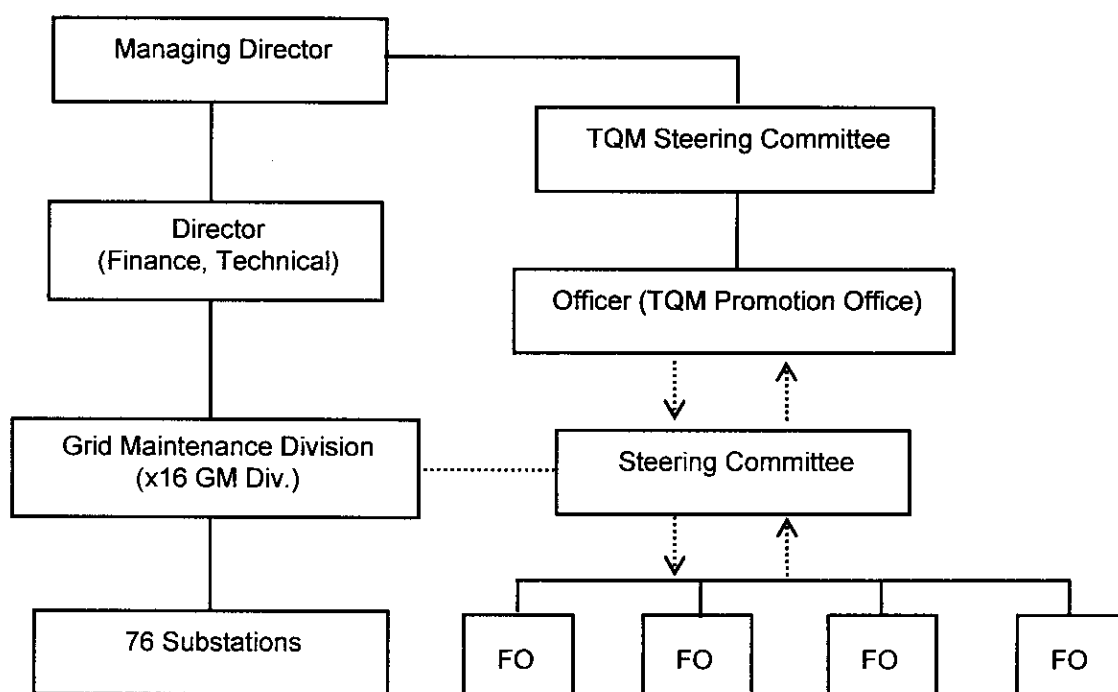 Managing Director
TQM Steering Committee
Director
(Finance, Technical)
Officer (TQM Promotion Office)
Grid Maintenance Division
(x16 GM Div.)
Steering Committee
76 Substations
FO
FO
FO
FO